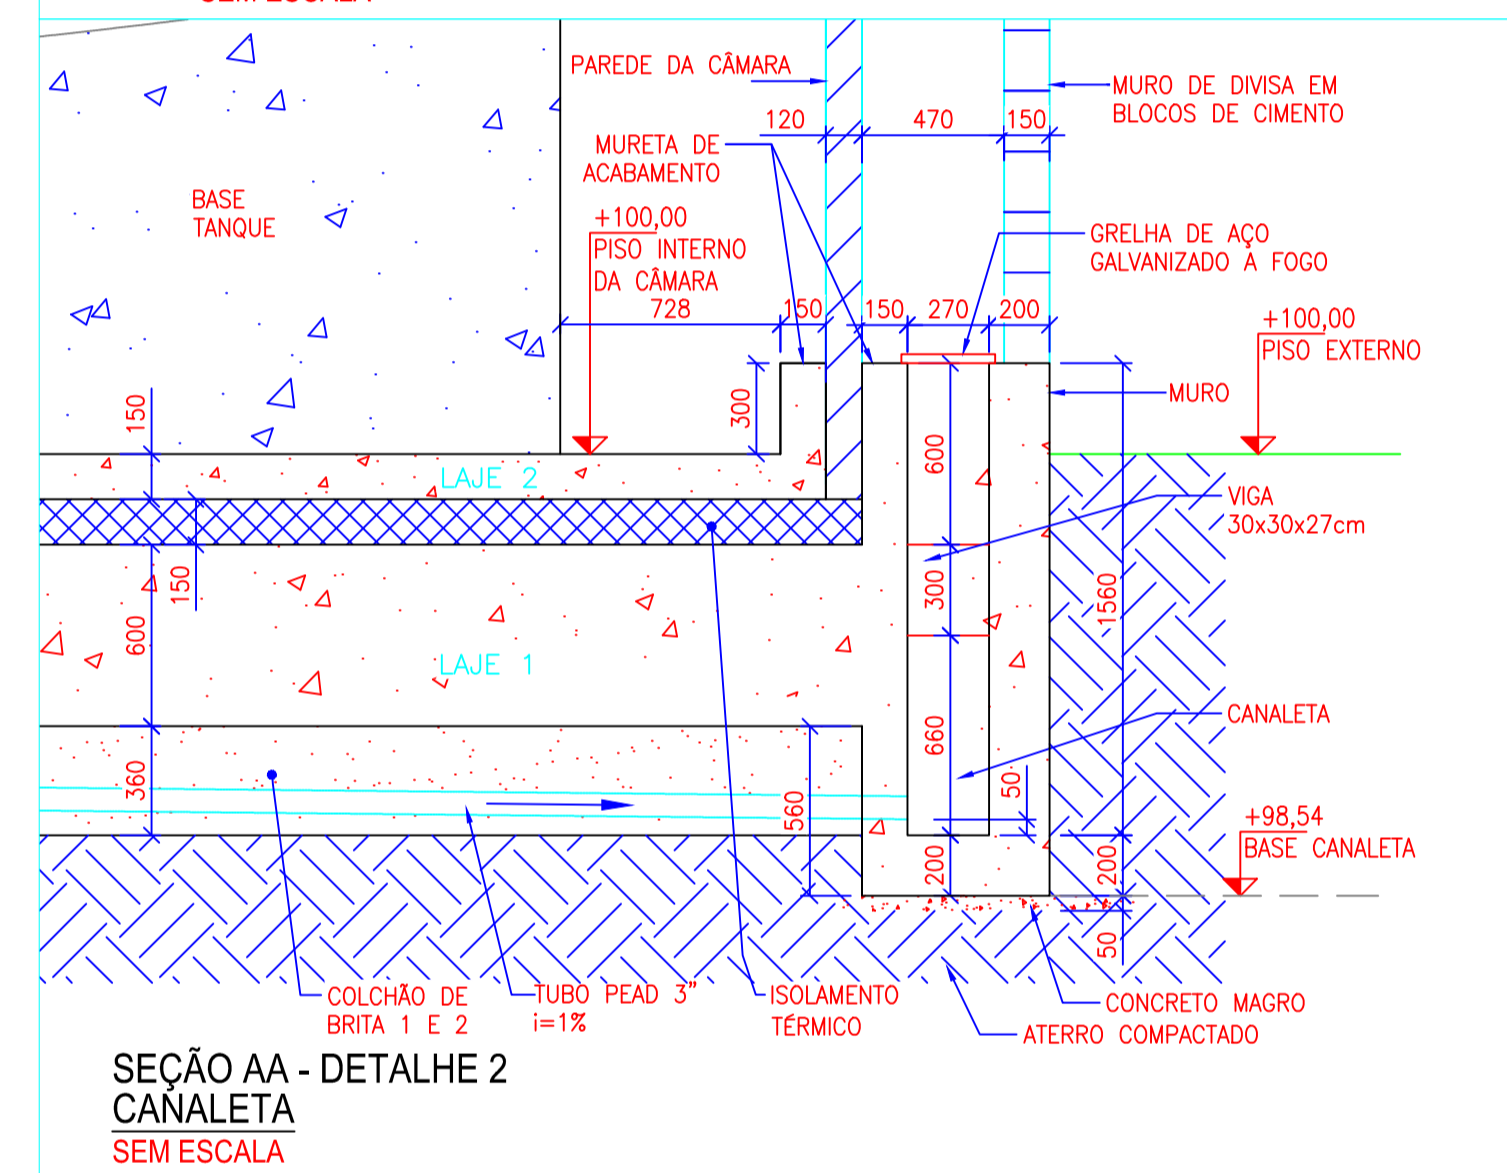 PAREDE DA CÂMARA
MURO DE DIVISA EM
BLOCOS DE CIMENTO
120
470
150
MURETA DE
ACABAMENTO
BASE
TANQUE
+100,00
PISO INTERNO
DA CÂMARA
GRELHA DE AÇO
GALVANIZADO A FOGO
728
150
150
270
200
+100,00
PISO EXTERNO
MURO
150
300
600
LAJE 2
VIGA
30x30x27cm
150
600
300
1560
LAJE 1
CANALETA
660
360
50
560
+98,54
BASE CANALETA
200
200
50
COLCHÃO DE
BRITA 1 E 2
TUBO PEAD 3”
i=1%
ISOLAMENTO
TÉRMICO
CONCRETO MAGRO
ATERRO COMPACTADO
SEÇÃO AA - DETALHE 2
CANALETA
SEM ESCALA